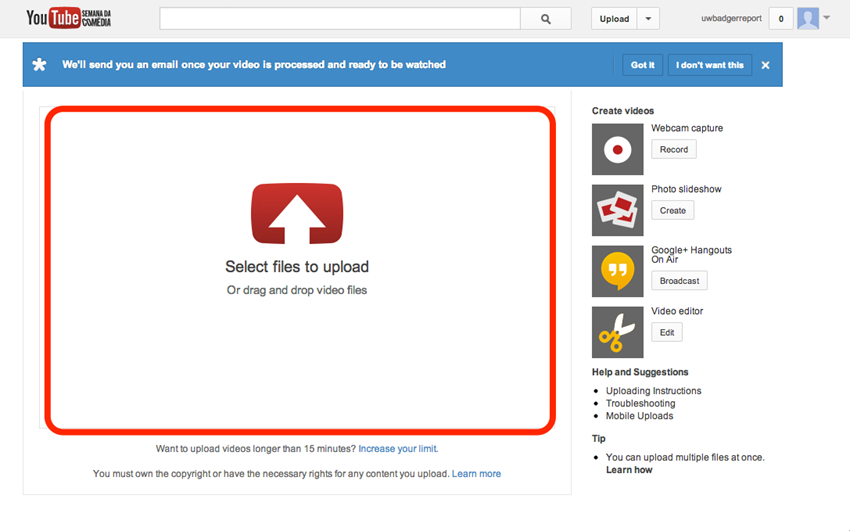 YouTube SEMANA DA COMÉDIA
Upload
uwbadgerreport
0
We'll send you an email once your video is processed and ready to be watched
Got it
I don't want this
Select files to upload
Or drag and drop video files
Want to upload videos longer than 15 minutes? Increase your limit.
You must own the copyright or have the necessary rights for any content you upload. Learn more
Create videos
Webcam capture
Record
Photo slideshow
Create
Google+ Hangouts
On Air
Broadcast
Video editor
Edit
Help and Suggestions
Uploading Instructions
Troubleshooting
Mobile Uploads
Tip
You can upload multiple files at once.
Learn how